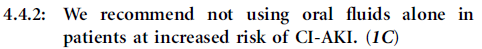 4.4.2: We recommend not using oral fluids alone in
patients at increased risk of CI-AKI. (1C)